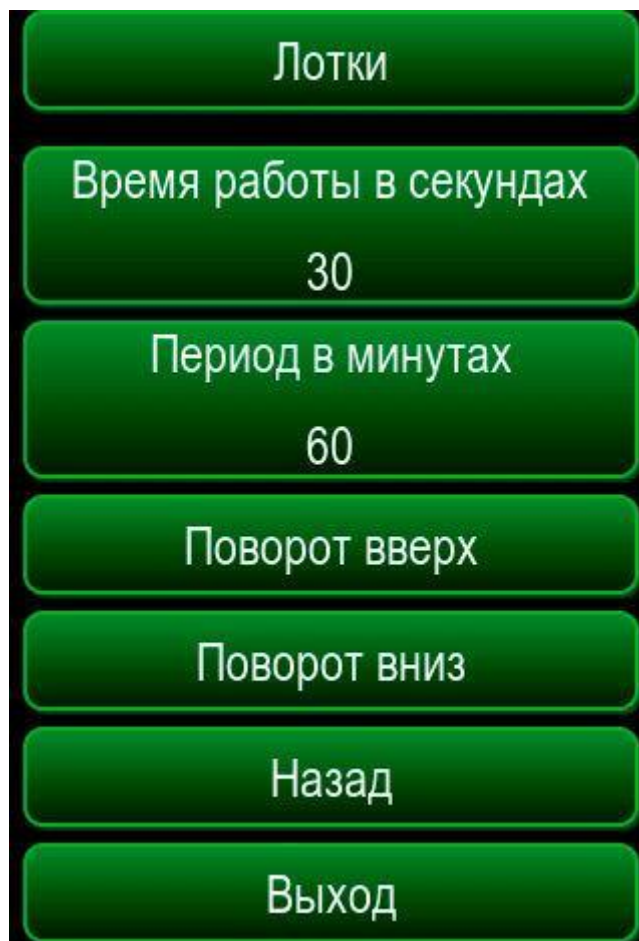 Лотки
Время работы в секундах
30
Период в минутах
60
Поворот вверх
Поворот вниз
Назад
Выход